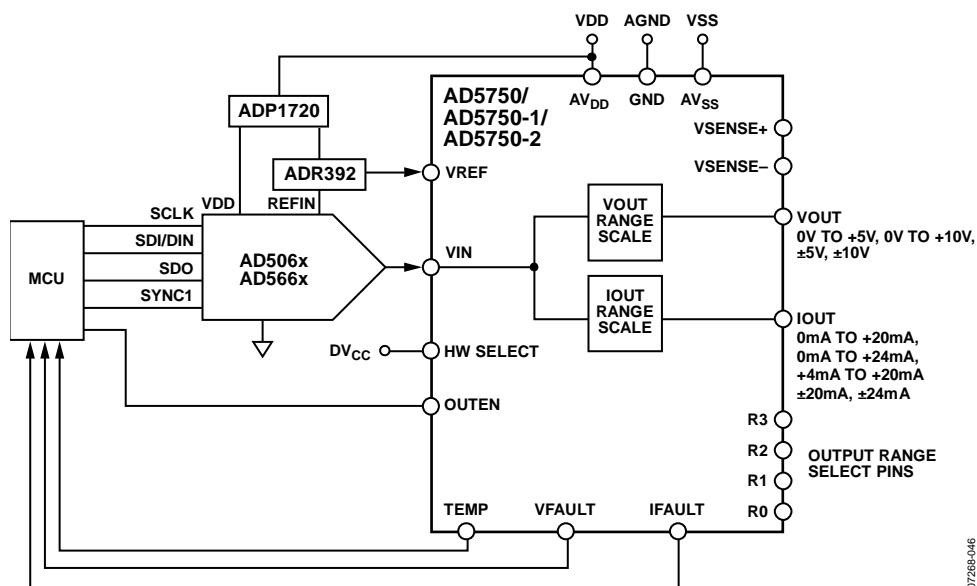 VDD AGND VSS
AD5750/
AD5750-1/
AD5750-2
AVDD GND AVSS
ADP1720
VSENSE+
ADR392
VSENSE–
VREF
VDD REFIN
SCLK
SDI/DIN
SDO
SYNC1
MCU
AD506x
AD566x
VIN
VOUT
RANGE
SCALE
VOUT
0V TO +5V, 0V TO +10V,
±5V, ±10V
IOUT
RANGE
SCALE
IOUT
0mA TO +20mA,
0mA TO +24mA,
+4mA TO +20mA
±20mA, ±24mA
DVCC
HW SELECT
OUTEN
R3
R2
R1
R0
OUTPUT RANGE
SELECT PINS
TEMP VFAULT IFAULT
07268-046